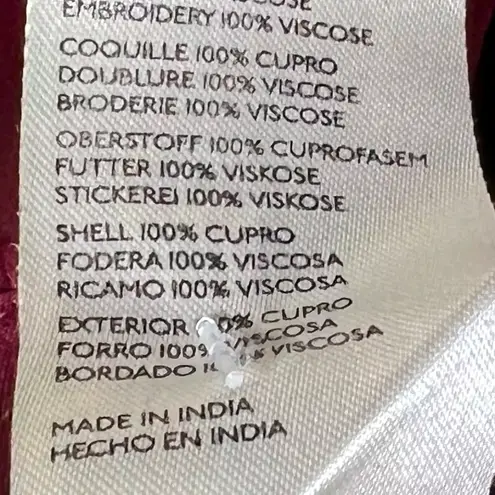 EMBROIDERY 100% VISCOSE
COQUILLE 100% CUPRO
DOUBLURE 100% VISCOSE
BRODERIE 100% VISCOSE
OBERSTOFF 100% CUPROFASEM
FUTTER 100% VISKOSE
STICKEREI 100% VISKOSE
SHELL 100% CUPRO
FODERA 100% VISCOSA
RICAMO 100% VISCOSA
EXTERIOR CUPRO
FORRO VISCOSA
BORDADO VISCOSA
MADE IN INDIA
HECHO EN INDIA